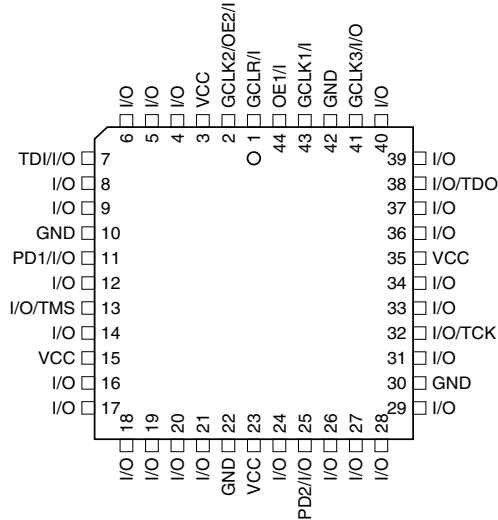 I/O
I/O
I/O
VCC
GCLK2/OE2/I
GCLR/I
OE1/I
GCLK1/I
GND
GCLK3/I/O
I/O
6
5
4
3
2
1
44
43
42
41
40
TDI/I/O 7
I/O 8
I/O 9
GND 10
PD1/I/O 11
I/O 12
I/O/TMS 13
I/O 14
VCC 15
I/O 16
I/O 17
39 I/O
38 I/O/TDO
37 I/O
36 I/O
35 VCC
34 I/O
33 I/O
32 I/O/TCK
31 I/O
30 GND
29 I/O
18
19
20
21
22
23
24
25
26
27
28
I/O
I/O
I/O
I/O
GND
VCC
I/O
PD2/I/O
I/O
I/O
I/O